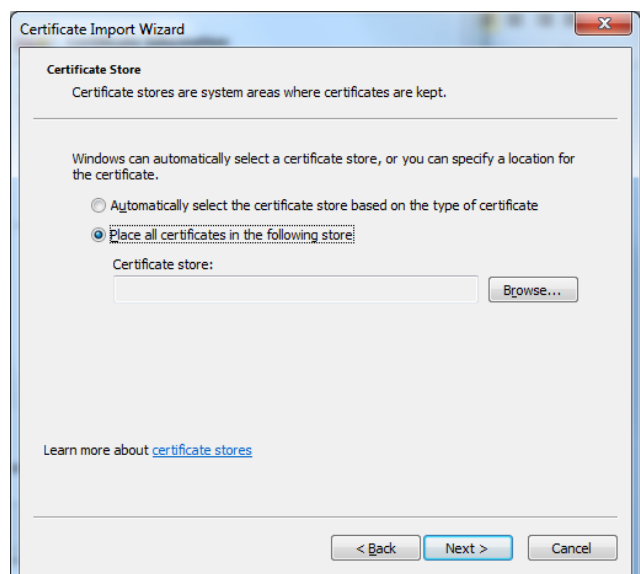 Certificate Import Wizard
Certificate Store
Certificate stores are system areas where certificates are kept.
Windows can automatically select a certificate store, or you can specify a location for
the certificate.
Automatically select the certificate store based on the type of certificate
Place all certificates in the following store
Certificate store:
Browse...
Learn more about certificate stores
< Back Next > Cancel